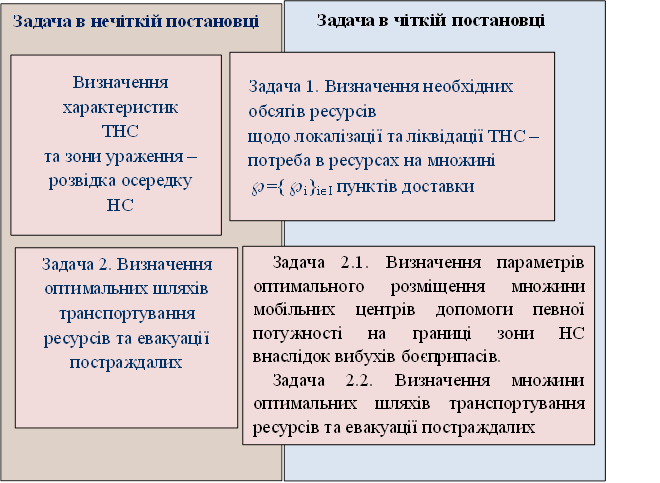 Задача в нечіткій постановці
Задача в чіткій постановці
Визначення
характеристик
ТНС
та зони ураження –
розвідка осередку
НС
Задача 1. Визначення необхідних
обсягів ресурсів
щодо локалізації та ліквідації ТНС –
потреба в ресурсах на множині
℘={ ℘i}i∈I пунктів доставки
Задача 2. Визначення
оптимальних шляхів
транспортування
ресурсів та евакуації
постраждалих
Задача 2.1. Визначення параметрів
оптимального розміщення множини
мобільних центрів допомоги певної
потужності на границі зони НС
внаслідок вибухів боєприпасів.
Задача 2.2. Визначення множини
оптимальних шляхів транспортування
ресурсів та евакуації постраждалих